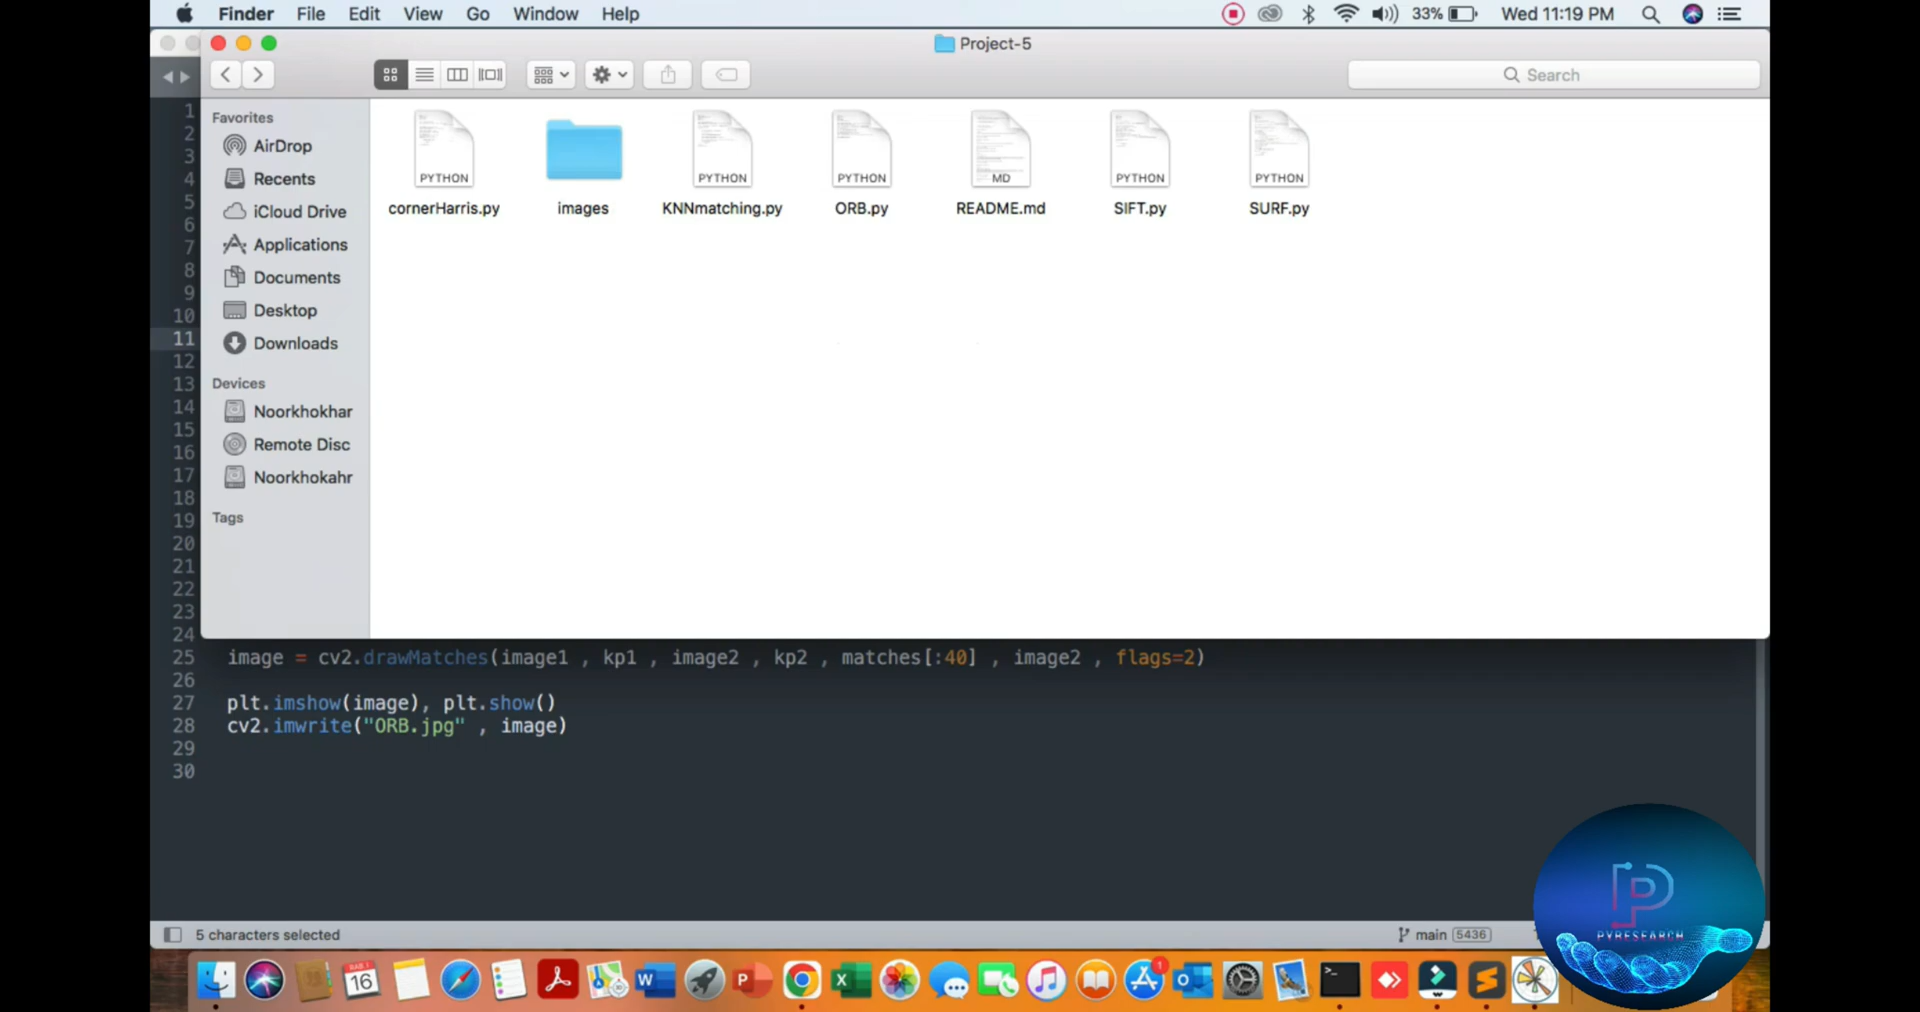 Finder File Edit View Go Window Help 33% Wed 11:19 PM
Project-5
Search
Favorites
AirDrop
Recents
iCloud Drive
Applications
Documents
Desktop
Downloads
Devices
Noorkhokhar
Remote Disc
Noorkhokahr
Tags
PYTHON PYTHON PYTHON MD PYTHON PYTHON
cornerHarris.py images KNNmatching.py ORB.py README.md SIFT.py SURF.py
1
2
3
4
5
6
7
8
9
10
11
12
13
14
15
16
17
18
19
20
21
22
23
24
25 image = cv2.drawMatches(image1 , kp1 , image2 , kp2 , matches[:40] , image2 , flags=2)
26
27 plt.imshow(image), plt.show()
28 cv2.imwrite("ORB.jpg" , image)
29
30
5 characters selected main 5436
P
PYRESEARCH
16
W
P
X
1
O
>_